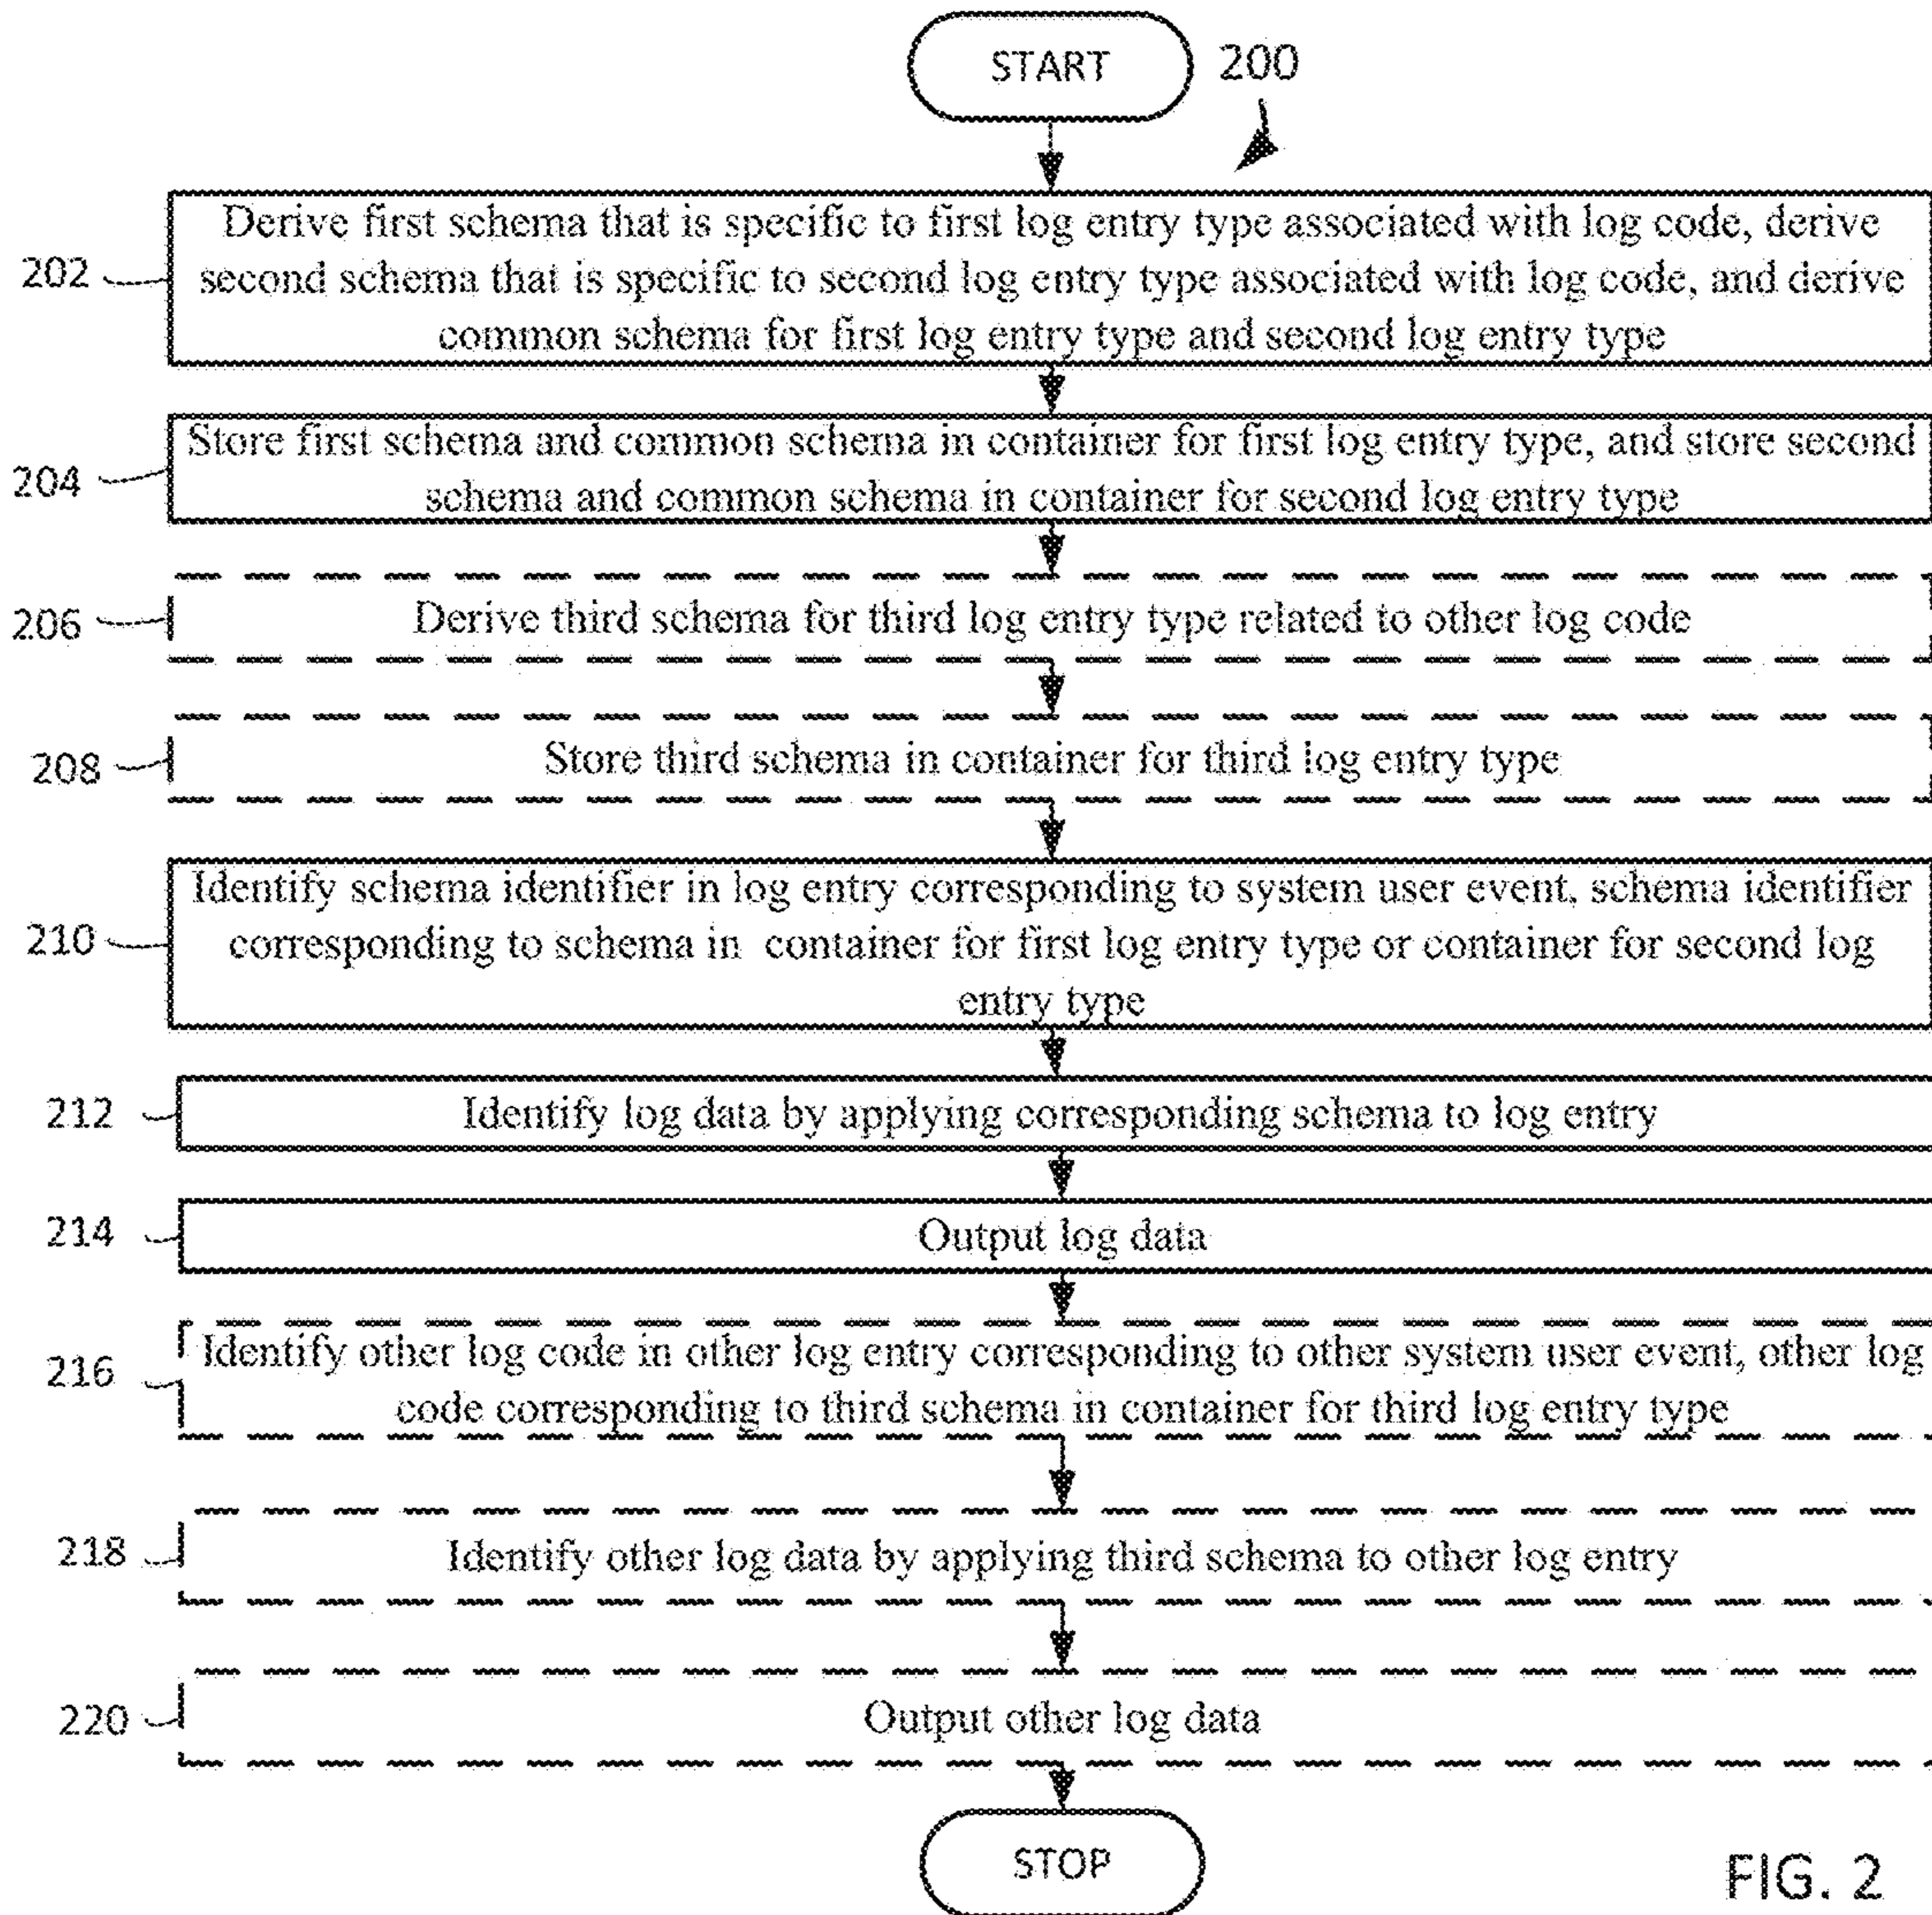 START
200
202
Derive first schema that is specific to first log entry type associated with log code, derive
second schema that is specific to second log entry type associated with log code, and derive
common schema for first log entry type and second log entry type
204
Store first schema and common schema in container for first log entry type, and store second
schema and common schema in container for second log entry type
206
Derive third schema for third log entry type related to other log code
208
Store third schema in container for third log entry type
210
Identify schema identifier in log entry corresponding to system user event, schema identifier
corresponding to schema in container for first log entry type or container for second log
entry type
212
Identify log data by applying corresponding schema to log entry
214
Output log data
216
Identify other log code in other log entry corresponding to other system user event, other log
code corresponding to third schema in container for third log entry type
218
Identify other log data by applying third schema to other log entry
220
Output other log data
STOP
FIG. 2